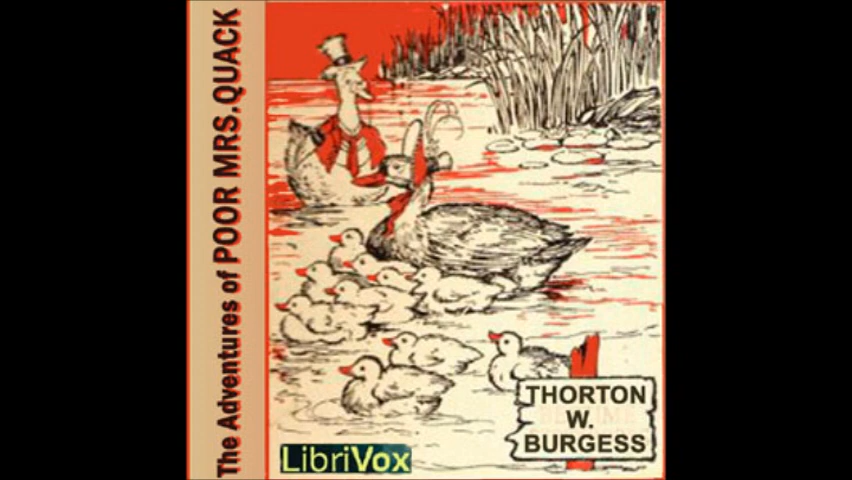 The Adventures of POOR MRS.QUACK
THORTON
W.
BURGESS
LibriVox